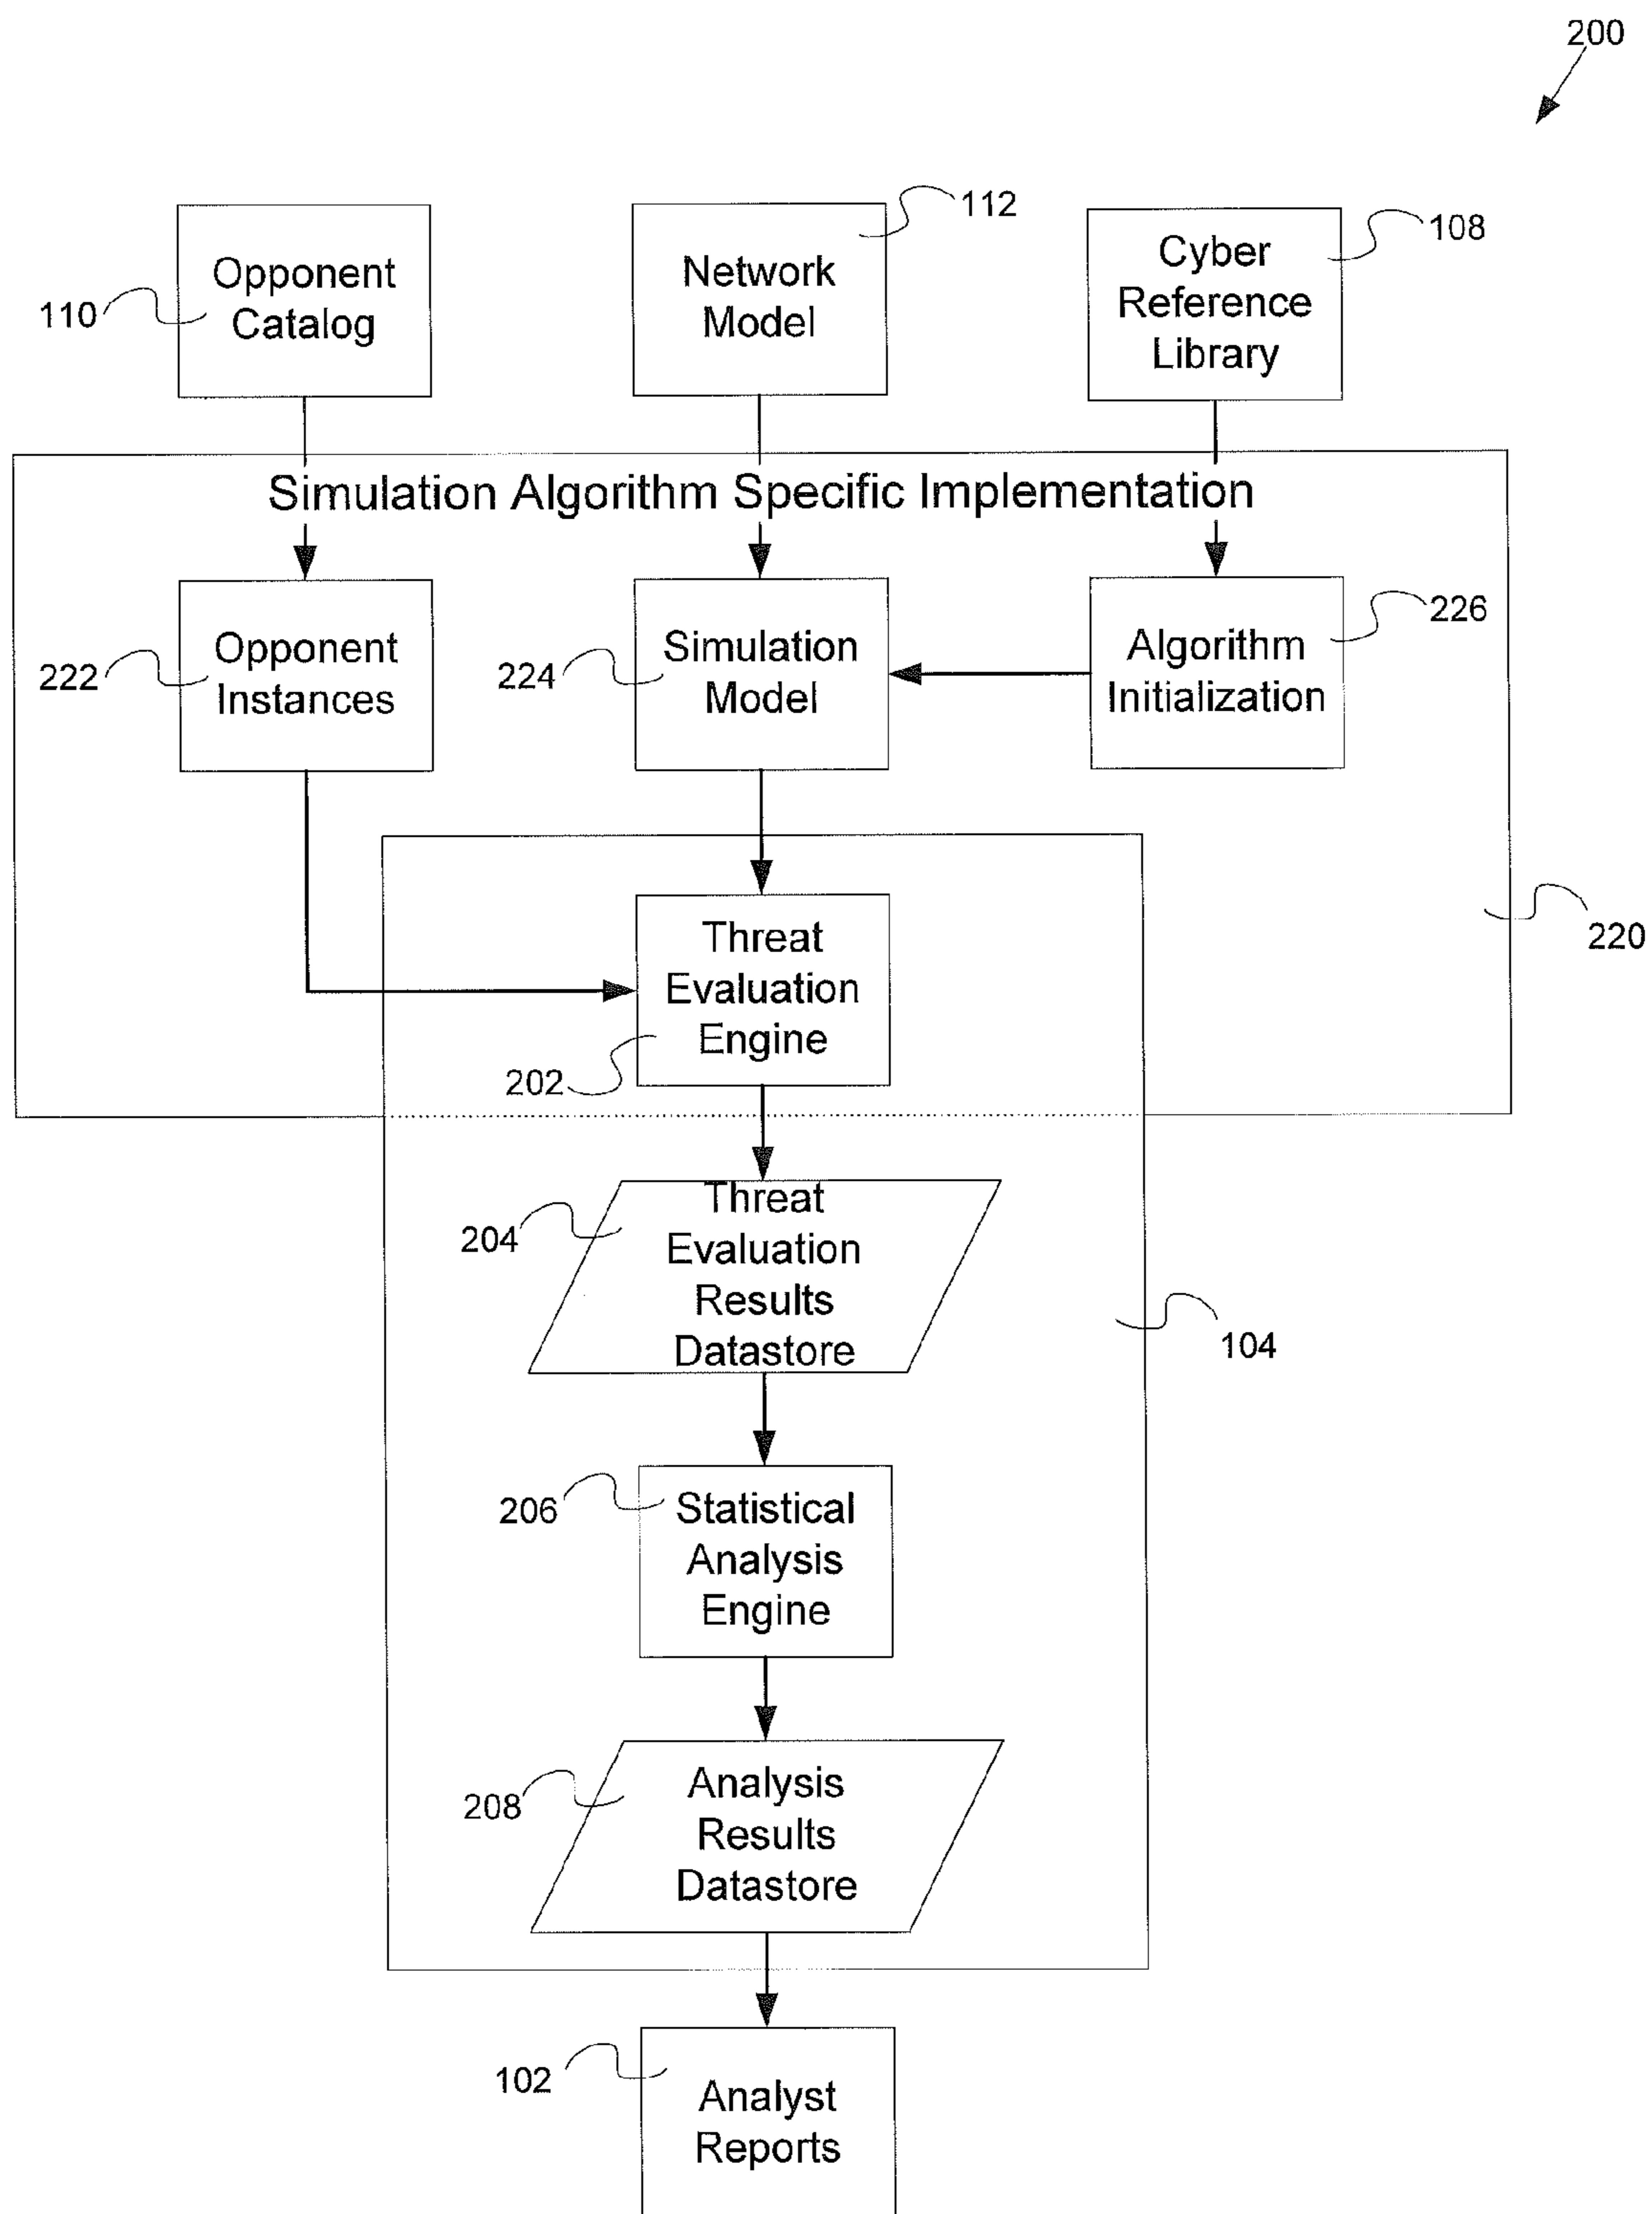 200
112
108
110
Opponent
Catalog
Network
Model
Cyber
Reference
Library
Simulation Algorithm Specific Implementation
222
Opponent
Instances
224
Simulation
Model
226
Algorithm
Initialization
220
Threat
Evaluation
Engine
202
204
Threat
Evaluation
Results
Datastore
104
206
Statistical
Analysis
Engine
208
Analysis
Results
Datastore
102
Analyst
Reports